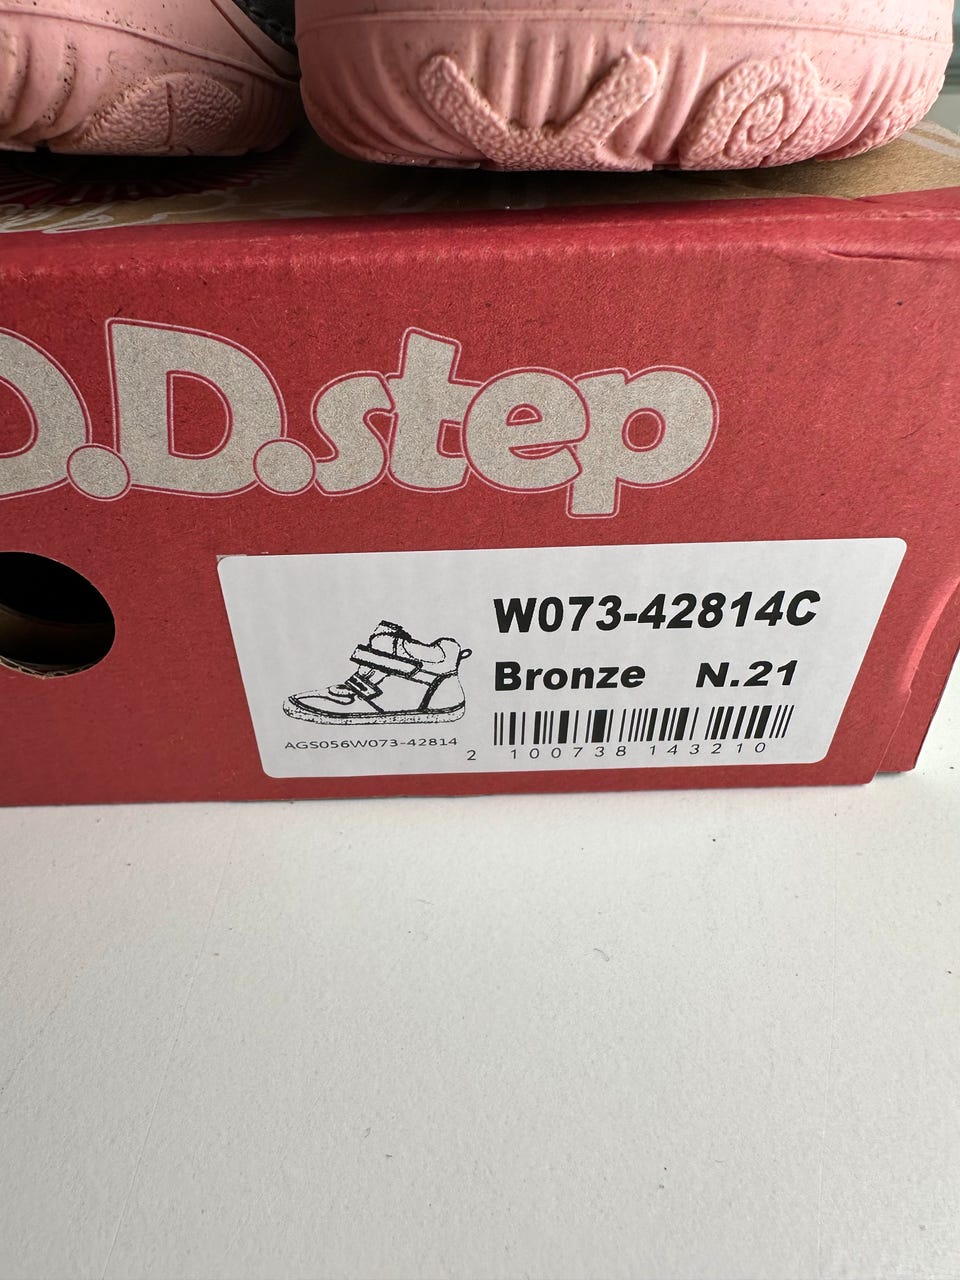 D.D.step
W073-42814C
Bronze N.21
AGS056W073-42814
2 100738 143210